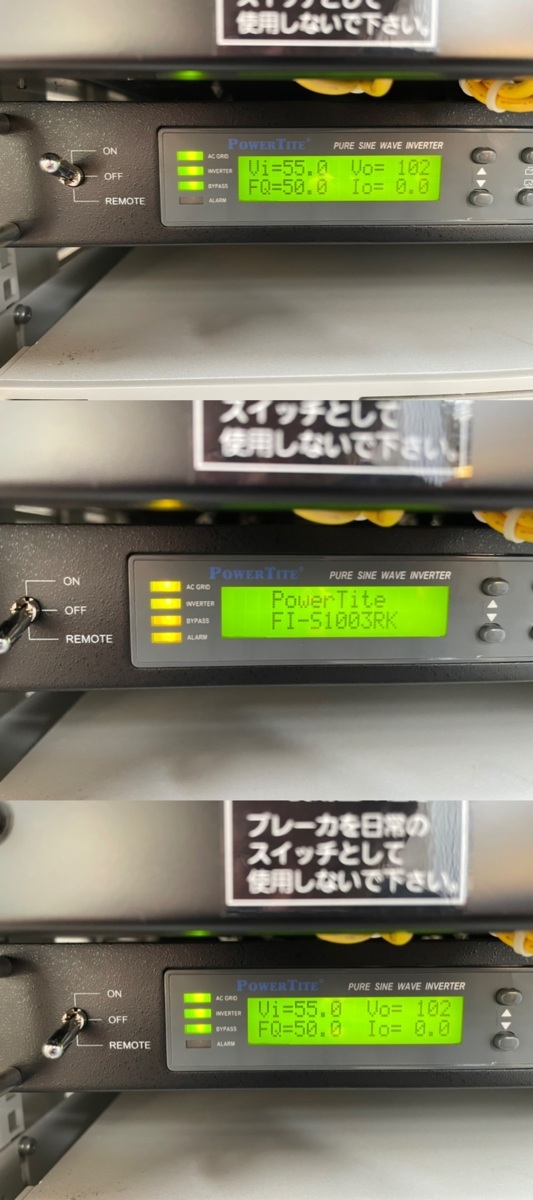 使用しないで下さい。
ON
OFF
REMOTE
POWERTITE®
PURE SINE WAVE INVERTER
AC GRID
INVERTER
BYPASS
ALARM
Vi=55.0 Vo= 102
FQ=50.0 Io= 0.0
スイッチとして
使用しないで下さい。
ON
OFF
REMOTE
POWERTITE®
PURE SINE WAVE INVERTER
AC GRID
INVERTER
BYPASS
ALARM
PowerTite
FI-S1003RK
ブレーカを日常の
スイッチとして
使用しないで下さい。
ON
OFF
REMOTE
POWERTITE®
PURE SINE WAVE INVERTER
AC GRID
INVERTER
BYPASS
ALARM
Vi=55.0 Vo= 102
FQ=50.0 Io= 0.0